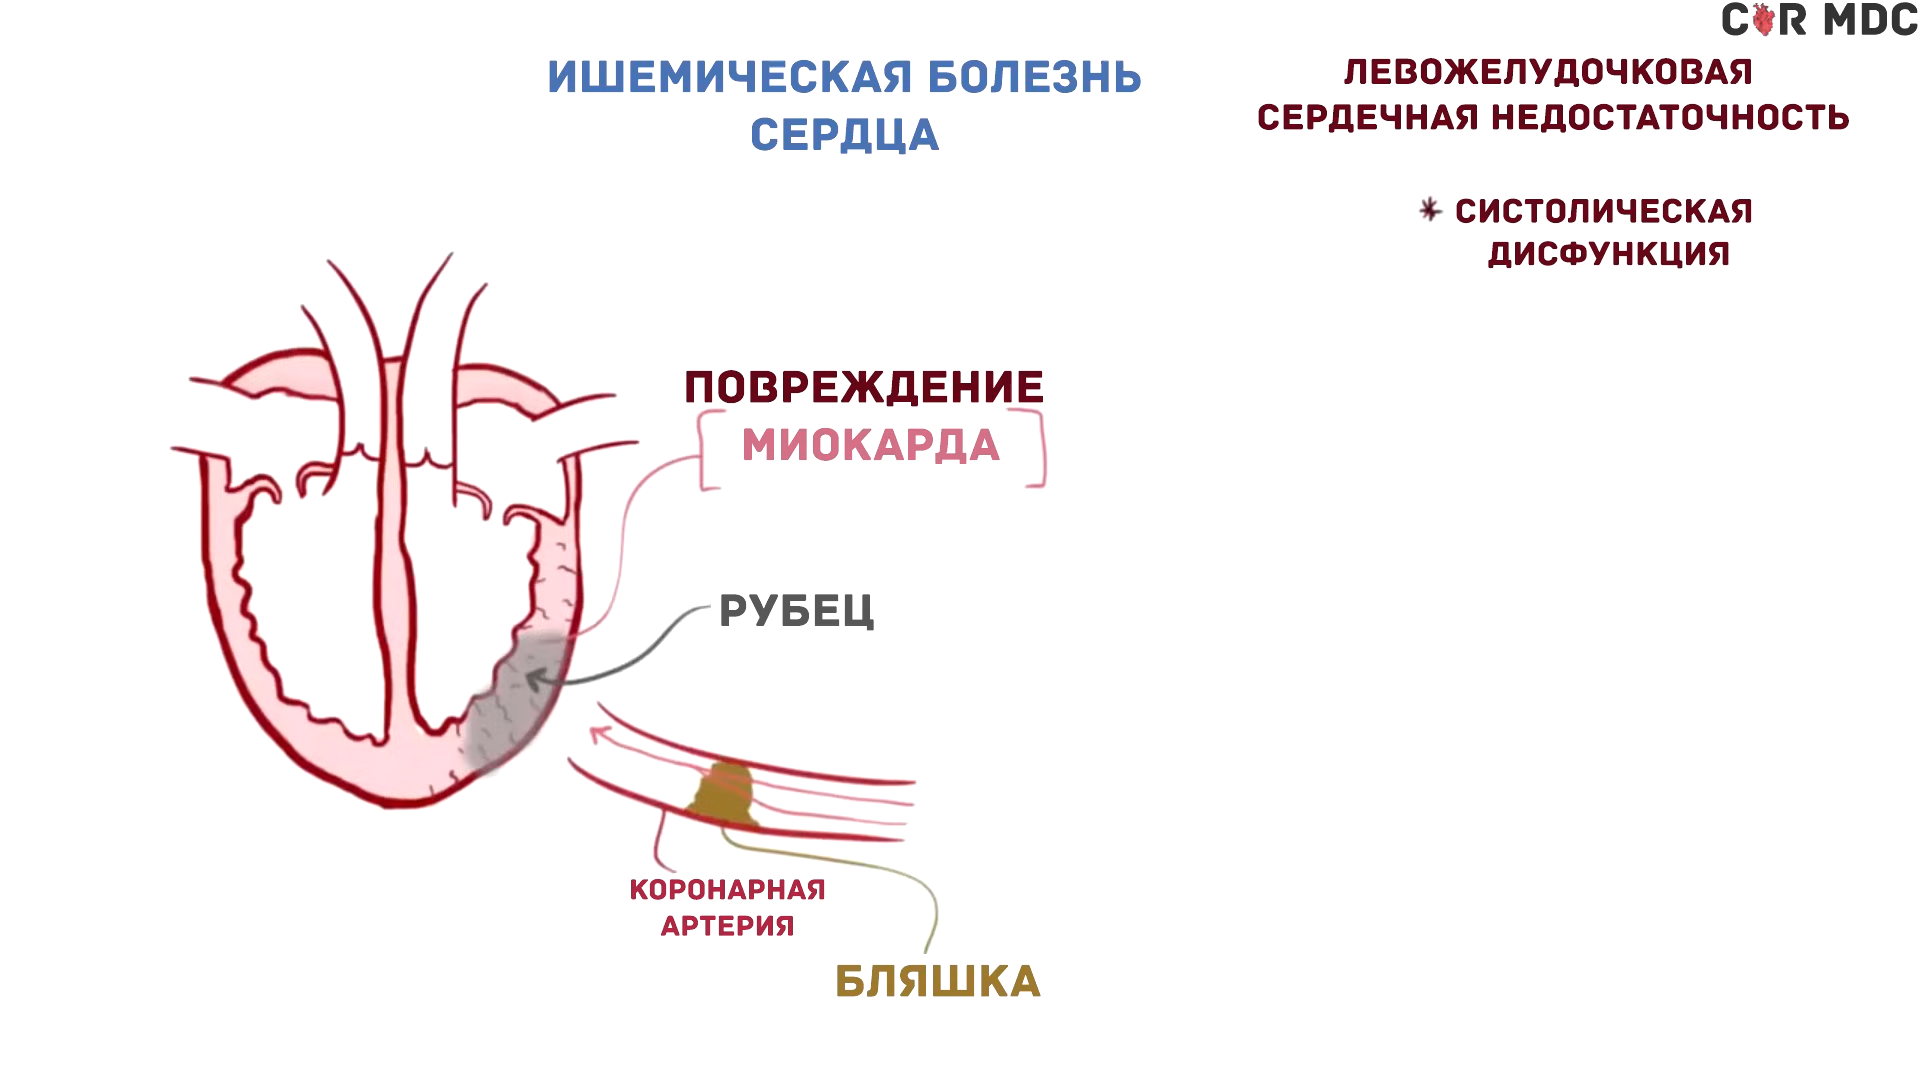 COR MDC
ИШЕМИЧЕСКАЯ БОЛЕЗНЬ
СЕРДЦА
ЛЕВОЖЕЛУДОЧКОВАЯ
СЕРДЕЧНАЯ НЕДОСТАТОЧНОСТЬ
* СИСТОЛИЧЕСКАЯ
ДИСФУНКЦИЯ
ПОВРЕЖДЕНИЕ
МИОКАРДА
РУБЕЦ
КОРОНАРНАЯ
АРТЕРИЯ
БЛЯШКА